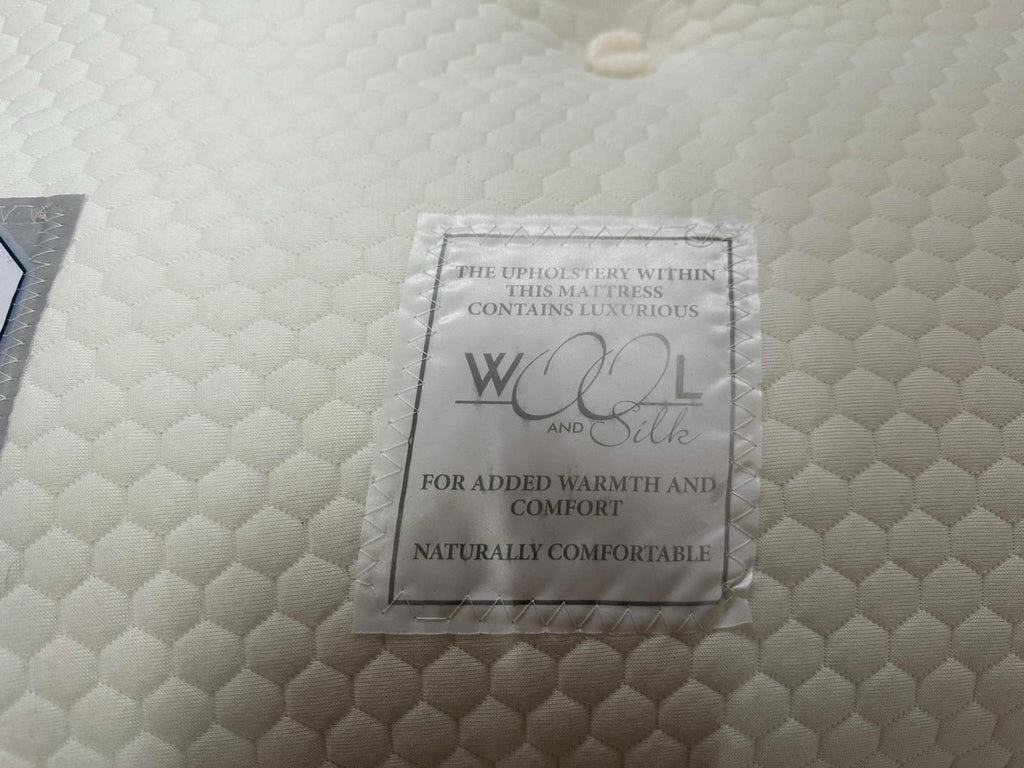 THE UPHOLSTERY WITHIN
THIS MATTRESS
CONTAINS LUXURIOUS
WOOL
AND Silk
FOR ADDED WARMTH AND
COMFORT
NATURALLY COMFORTABLE